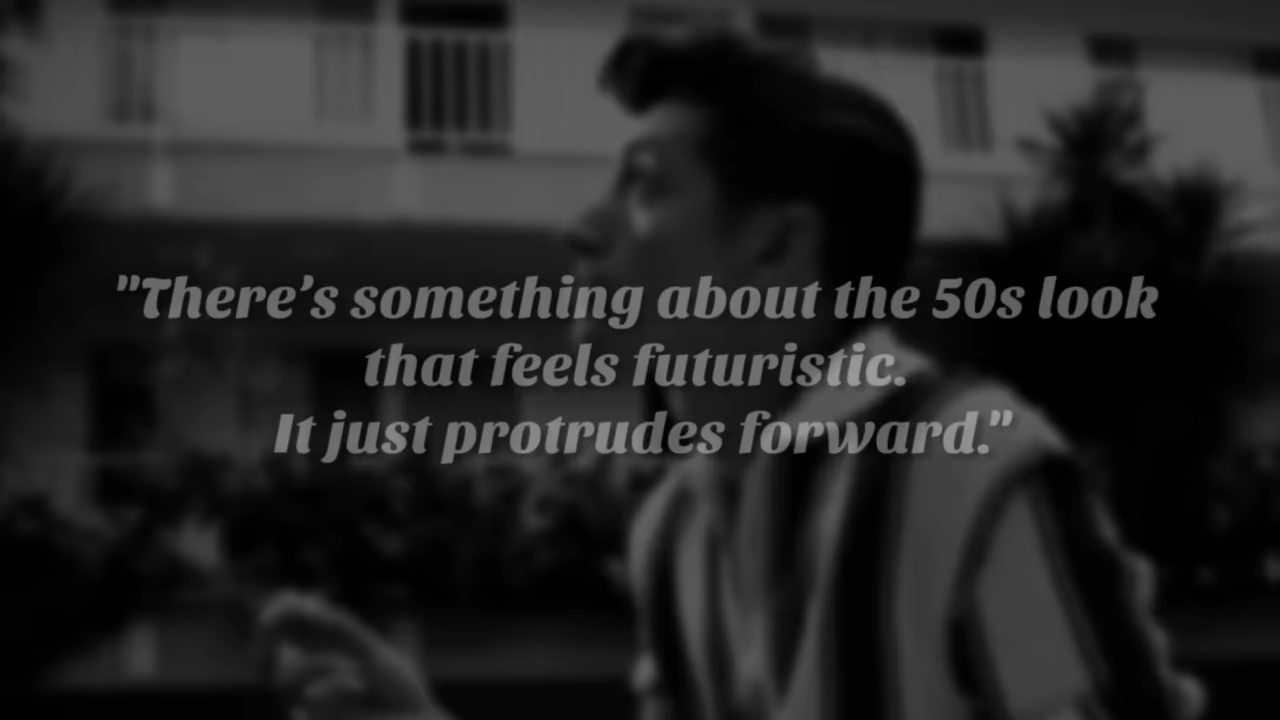 "There's something about the 50s look
that feels futuristic.
It just protrudes forward."